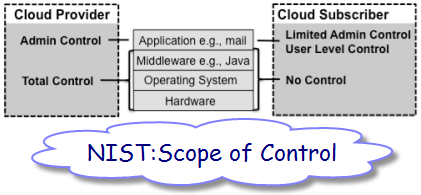 Cloud Provider
Cloud Subscriber
Admin Control
Application e.g., mail
Limited Admin Control
User Level Control
Middleware e.g., Java
Total Control
Operating System
No Control
Hardware
NIST:Scope of Control